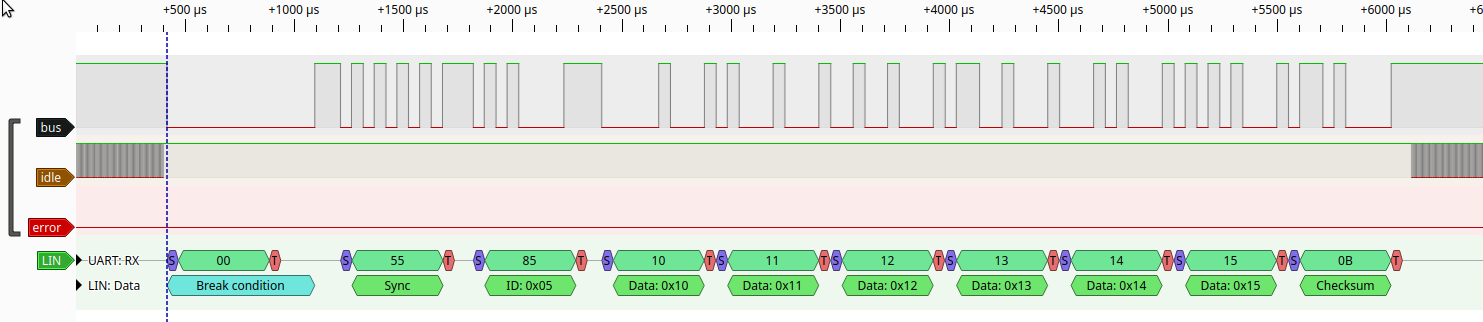 +500 µs +1000 µs +1500 µs +2000 µs +2500 µs +3000 µs +3500 µs +4000 µs +4500 µs +5000 µs +5500 µs +6000 µs +6
bus
idle
error
LIN UART: RX S 00 T S 55 T S 85 T S 10 T S 11 T S 12 T S 13 T S 14 T S 15 T S 0B T
LIN: Data Break condition Sync ID: 0x05 Data: 0x10 Data: 0x11 Data: 0x12 Data: 0x13 Data: 0x14 Data: 0x15 Checksum